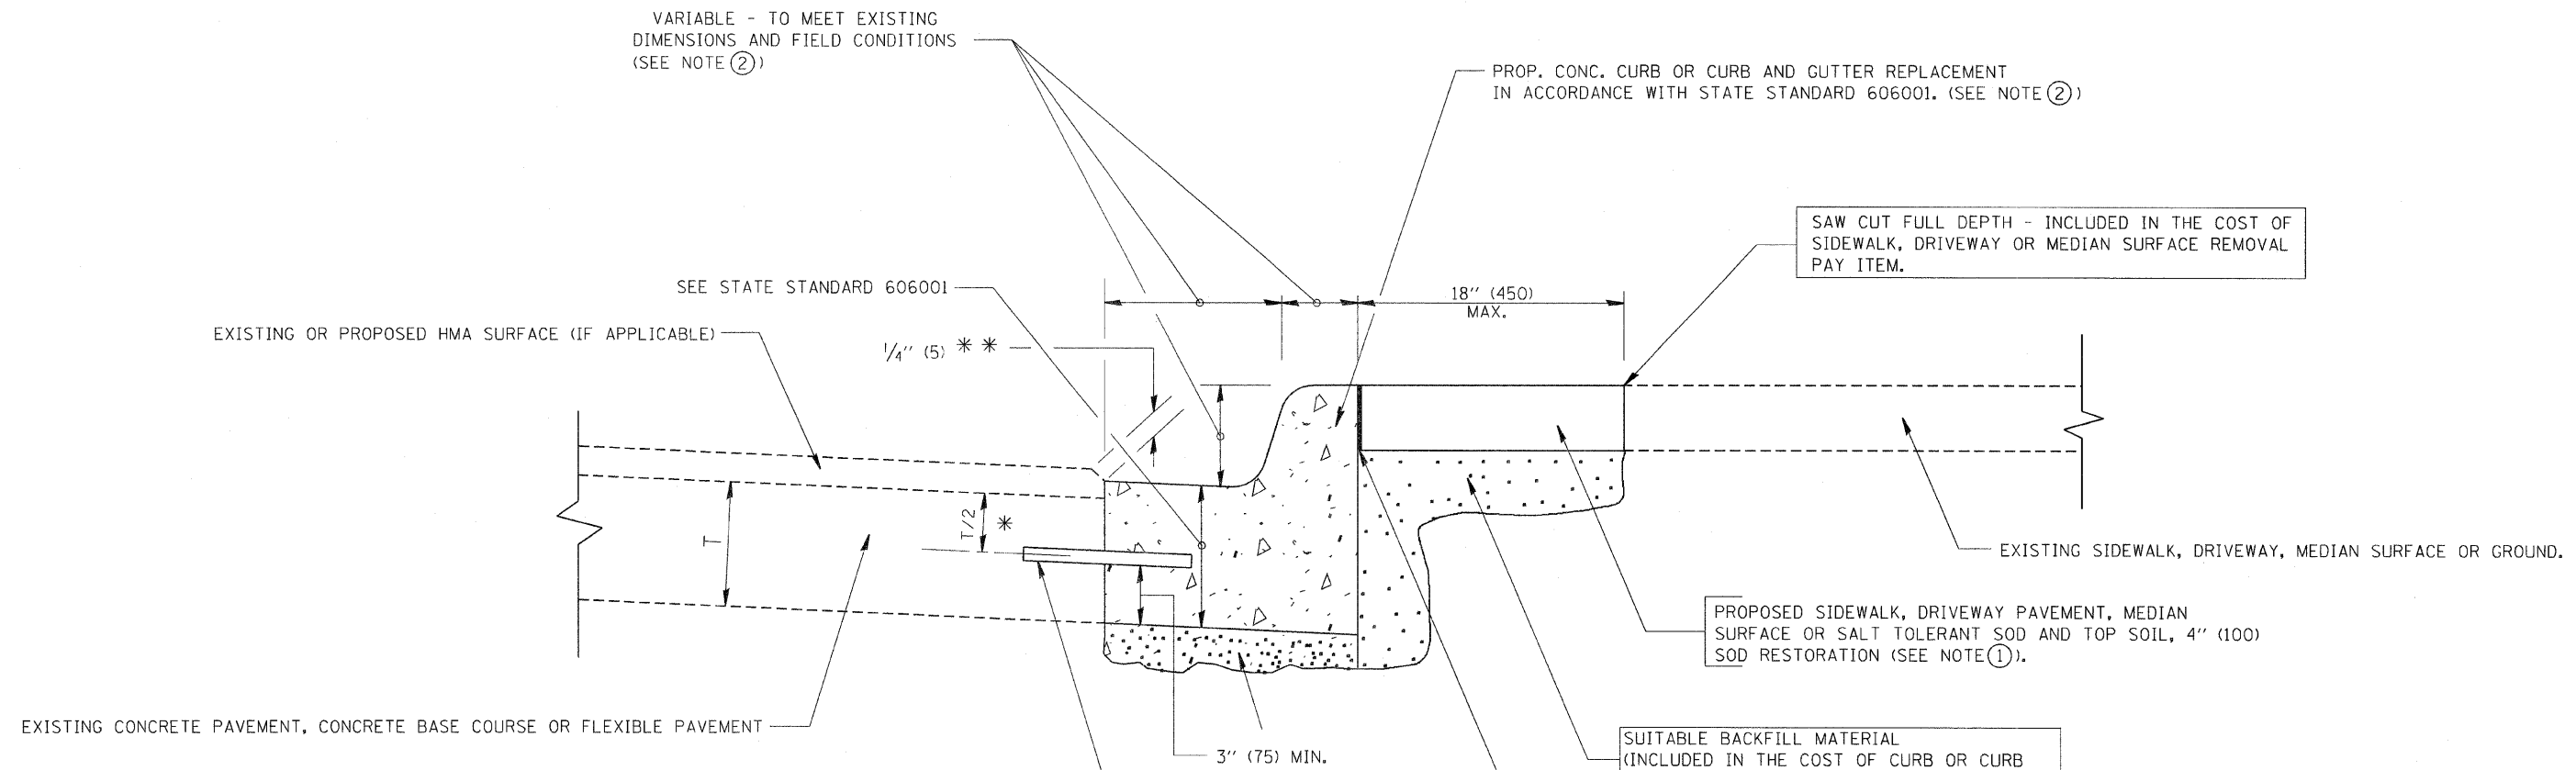 VARIABLE - TO MEET EXISTING
DIMENSIONS AND FIELD CONDITIONS
(SEE NOTE 2)
PROP. CONC. CURB OR CURB AND GUTTER REPLACEMENT
IN ACCORDANCE WITH STATE STANDARD 606001. (SEE NOTE 2)
SAW CUT FULL DEPTH - INCLUDED IN THE COST OF
SIDEWALK, DRIVEWAY OR MEDIAN SURFACE REMOVAL
PAY ITEM.
SEE STATE STANDARD 606001
18" (450)
MAX.
EXISTING OR PROPOSED HMA SURFACE (IF APPLICABLE)
1/4" (5) * *
T
T/2 *
EXISTING SIDEWALK, DRIVEWAY, MEDIAN SURFACE OR GROUND.
PROPOSED SIDEWALK, DRIVEWAY PAVEMENT, MEDIAN
SURFACE OR SALT TOLERANT SOD AND TOP SOIL, 4" (100)
SOD RESTORATION (SEE NOTE 1).
EXISTING CONCRETE PAVEMENT, CONCRETE BASE COURSE OR FLEXIBLE PAVEMENT
3" (75) MIN.
SUITABLE BACKFILL MATERIAL
(INCLUDED IN THE COST OF CURB OR CURB